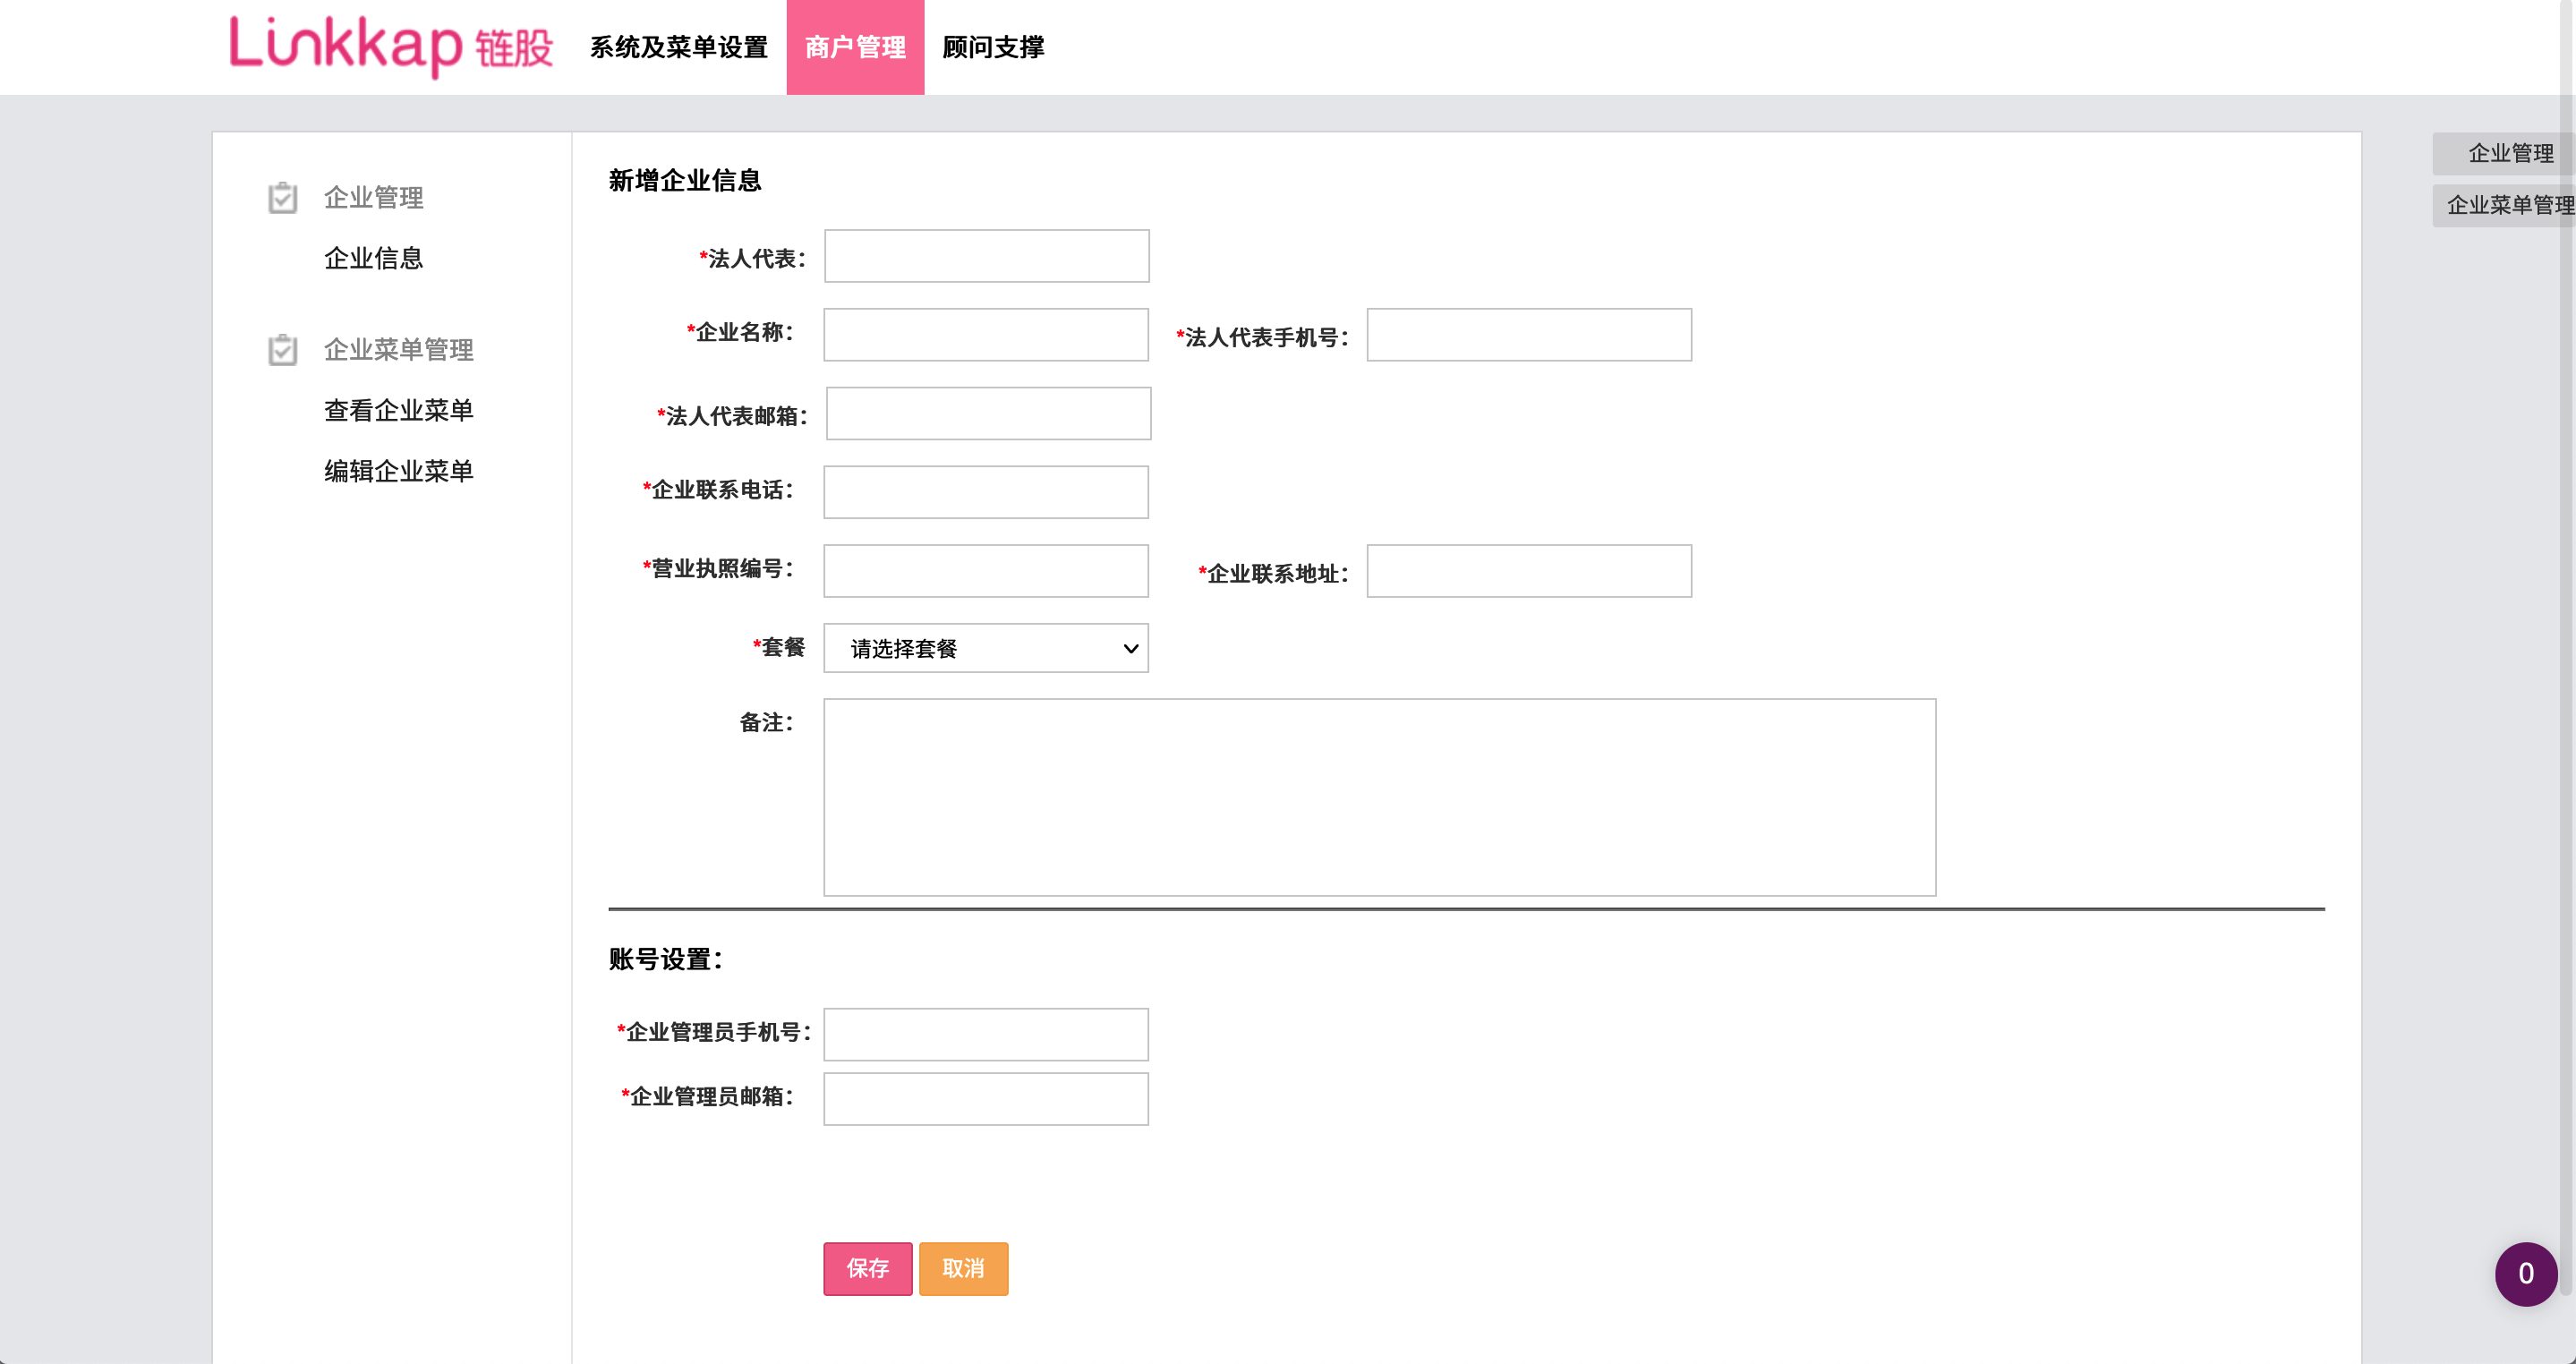 Linkkap 链股 系统及菜单设置 商户管理 顾问支撑
企业管理
企业菜单管理
企业管理
企业信息
企业菜单管理
查看企业菜单
编辑企业菜单
新增企业信息
*法人代表：
*企业名称： *法人代表手机号：
*法人代表邮箱：
*企业联系电话：
*营业执照编号： *企业联系地址：
*套餐 请选择套餐
备注：
账号设置：
*企业管理员手机号：
*企业管理员邮箱：
保存 取消
0